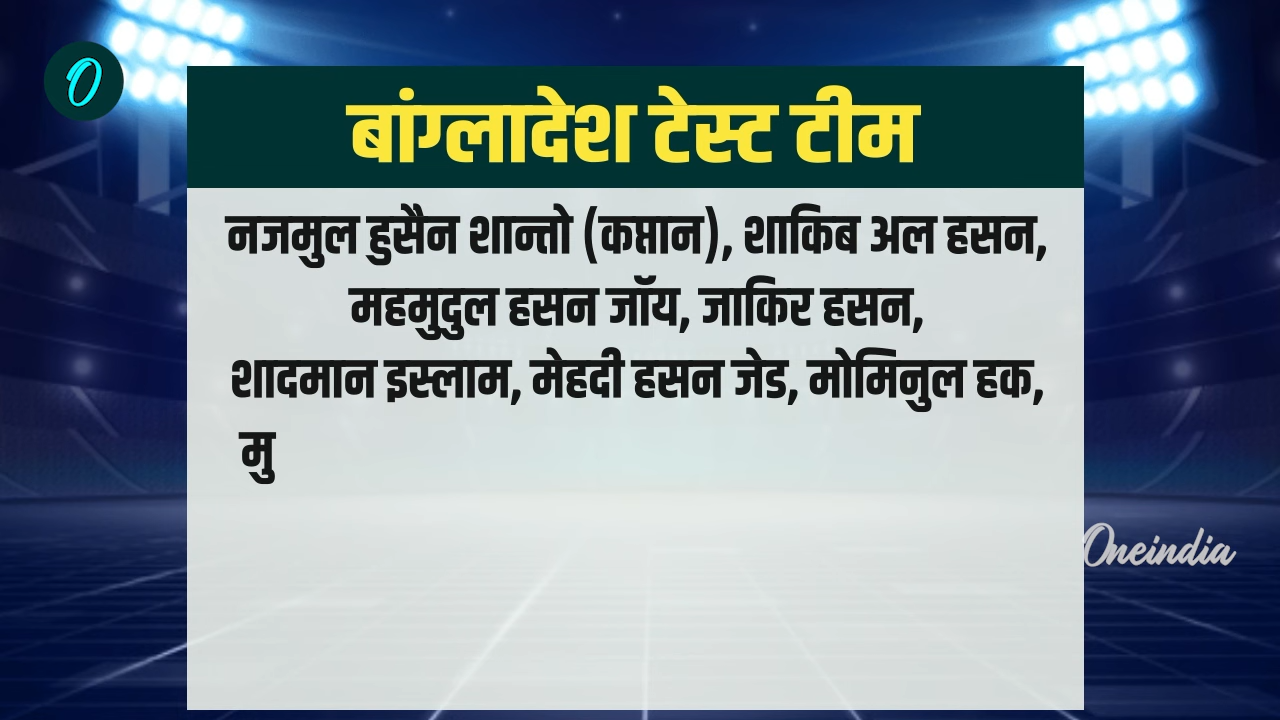 बांग्लादेश टेस्ट टीम
नजमुल हुसैन शान्तो (कप्तान), शाकिब अल हसन,
महमुदुल हसन जॉय, जाकिर हसन,
शादमान इस्लाम, मेहदी हसन जेड, मोमिनुल हक,
मु
Oneindia